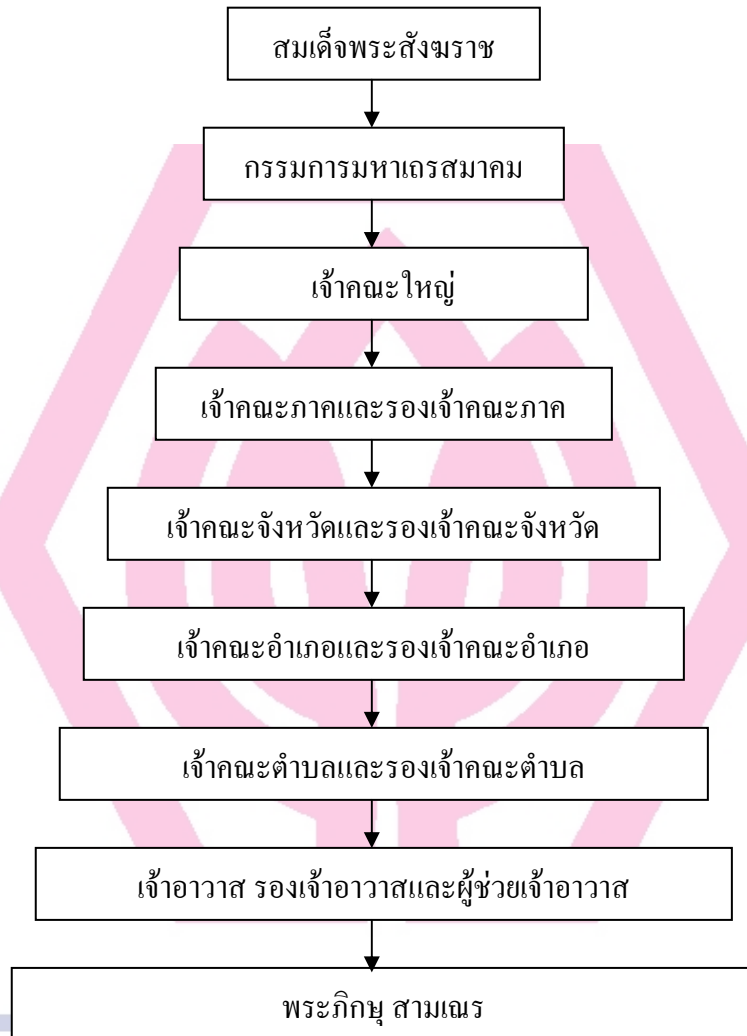 สมเด็จพระสังฆราช
กรรมการมหาเถรสมาคม
เจ้าคณะใหญ่
เจ้าคณะภาคและรองเจ้าคณะภาค
เจ้าคณะจังหวัดและรองเจ้าคณะจังหวัด
เจ้าคณะอำเภอและรองเจ้าคณะอำเภอ
เจ้าคณะตำบลและรองเจ้าคณะตำบล
เจ้าอาวาส รองเจ้าอาวาสและผู้ช่วยเจ้าอาวาส
พระภิกษุ สามเณร